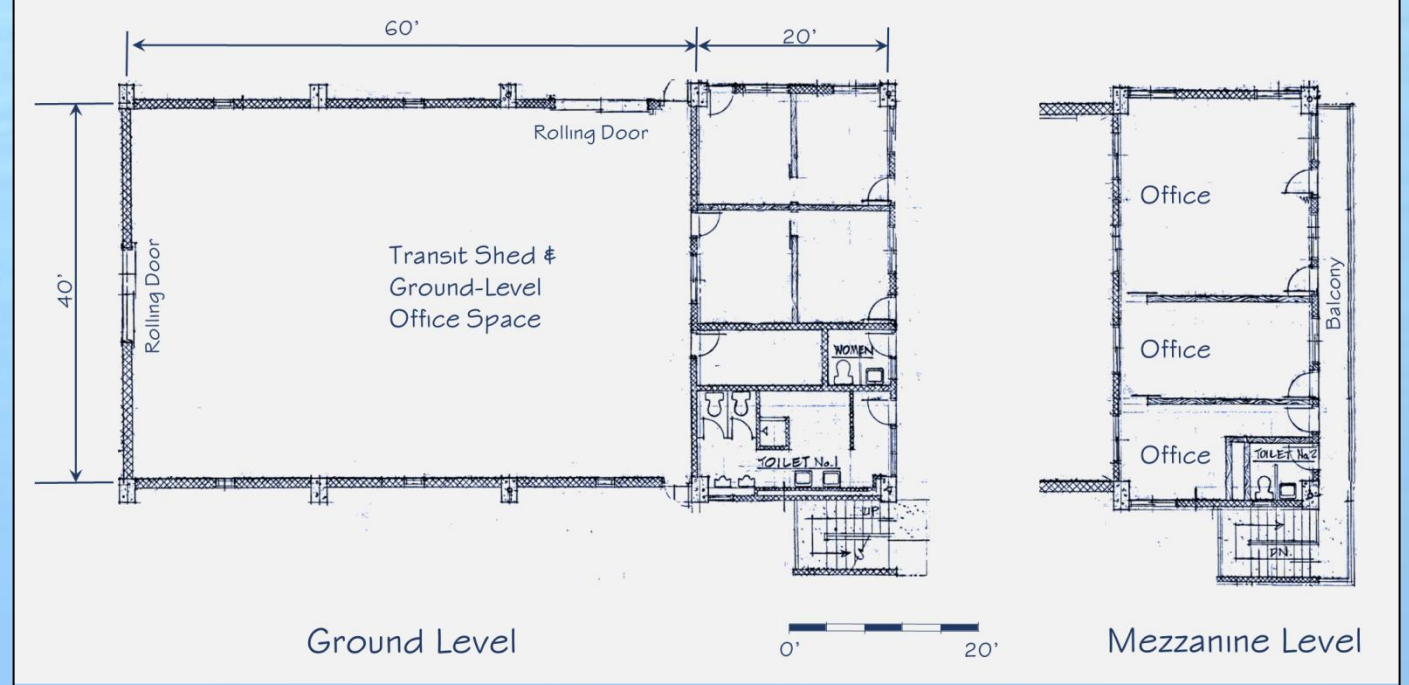 60'
20'
Rolling Door
40'
Rolling Door
Transit Shed &
Ground-Level
Office Space
WOMEN
TOILET No.1
UP
Office
Office
Office
Balcony
TOILET No.2
DN.
Ground Level
0'
20'
Mezzanine Level